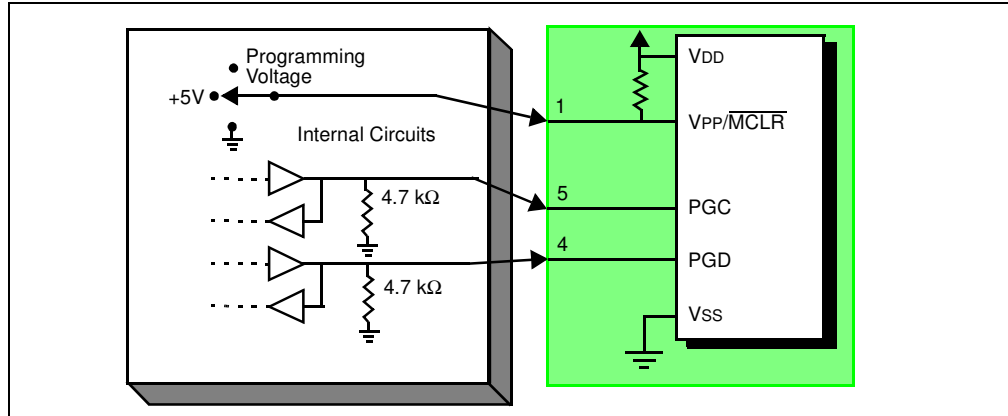 Programming
Voltage
+5V
Internal Circuits
4.7 kΩ
4.7 kΩ
1
5
4
VDD
VPP/MCLR
PGC
PGD
VSS